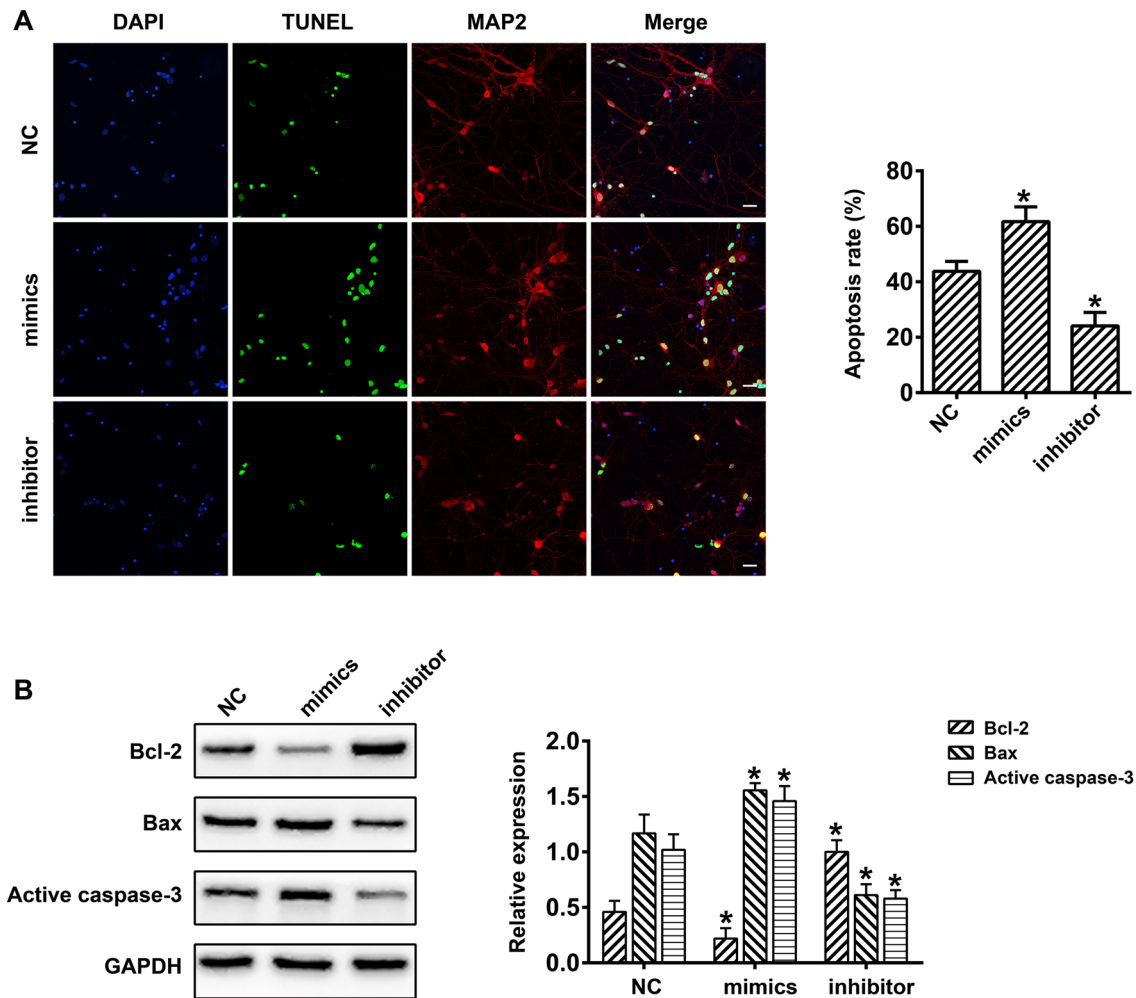 A
DAPI TUNEL MAP2 Merge
NC
mimics
inhibitor
Apoptosis rate (%)
80
60
40
20
0
*
*
NC mimics inhibitor
B
NC mimics inhibitor
Bcl-2
Bax
Active caspase-3
GAPDH
Relative expression
2.0
1.5
1.0
0.5
0.0
* * *
* * *
NC mimics inhibitor
Bcl-2
Bax
Active caspase-3